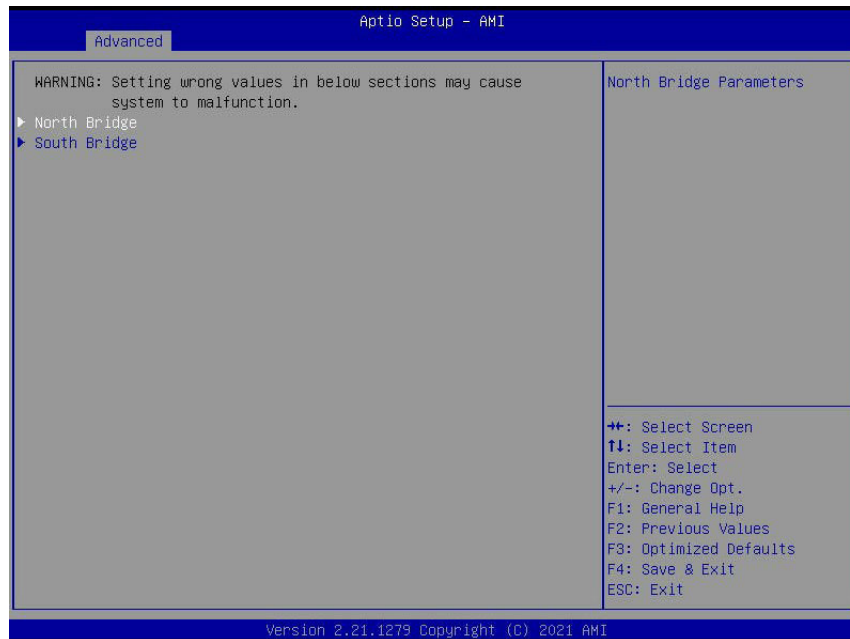 Aptio Setup – AMI
Advanced
WARNING: Setting wrong values in below sections may cause
system to malfunction.
▶ North Bridge
▶ South Bridge
North Bridge Parameters
→←: Select Screen
↑↓: Select Item
Enter: Select
+/-: Change Opt.
F1: General Help
F2: Previous Values
F3: Optimized Defaults
F4: Save & Exit
ESC: Exit
Version 2.21.1279 Copyright (C) 2021 AMI